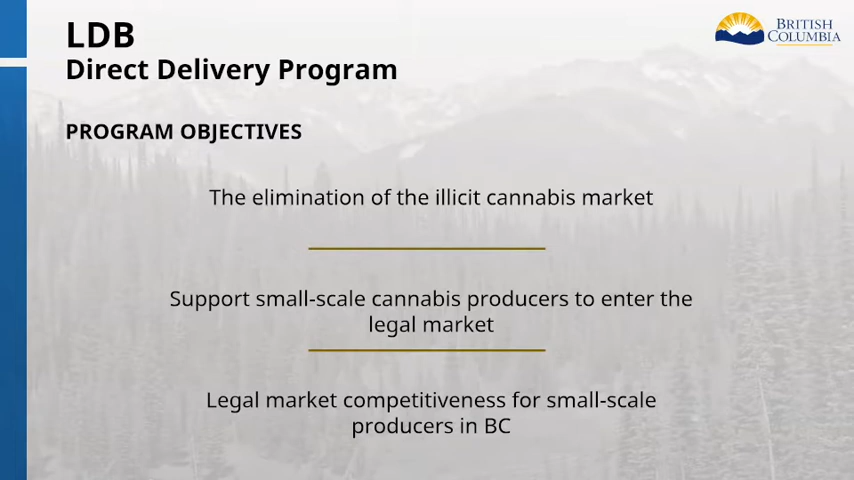 LDB
Direct Delivery Program
BRITISH
COLUMBIA
PROGRAM OBJECTIVES
The elimination of the illicit cannabis market
Support small-scale cannabis producers to enter the
legal market
Legal market competitiveness for small-scale
producers in BC